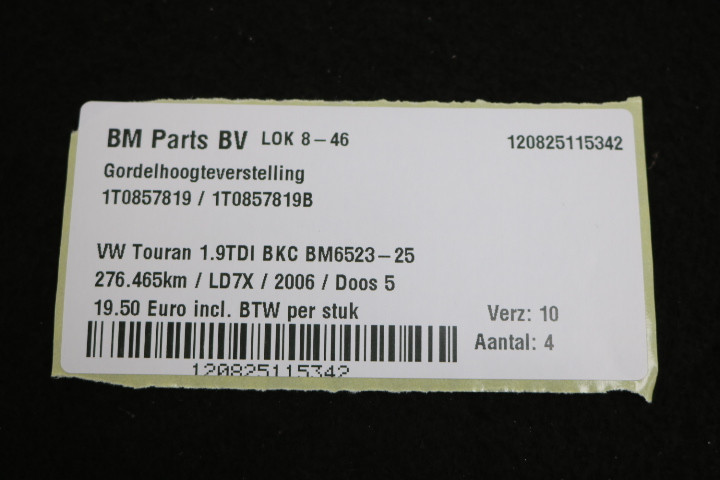 BM Parts BV LOK 8-46 120825115342
Gordelhoogteverstelling
1T0857819 / 1T0857819B
VW Touran 1.9TDI BKC BM6523-25
276.465km / LD7X / 2006 / Doos 5
19.50 Euro incl. BTW per stuk Verz: 10
Aantal: 4
120825115342